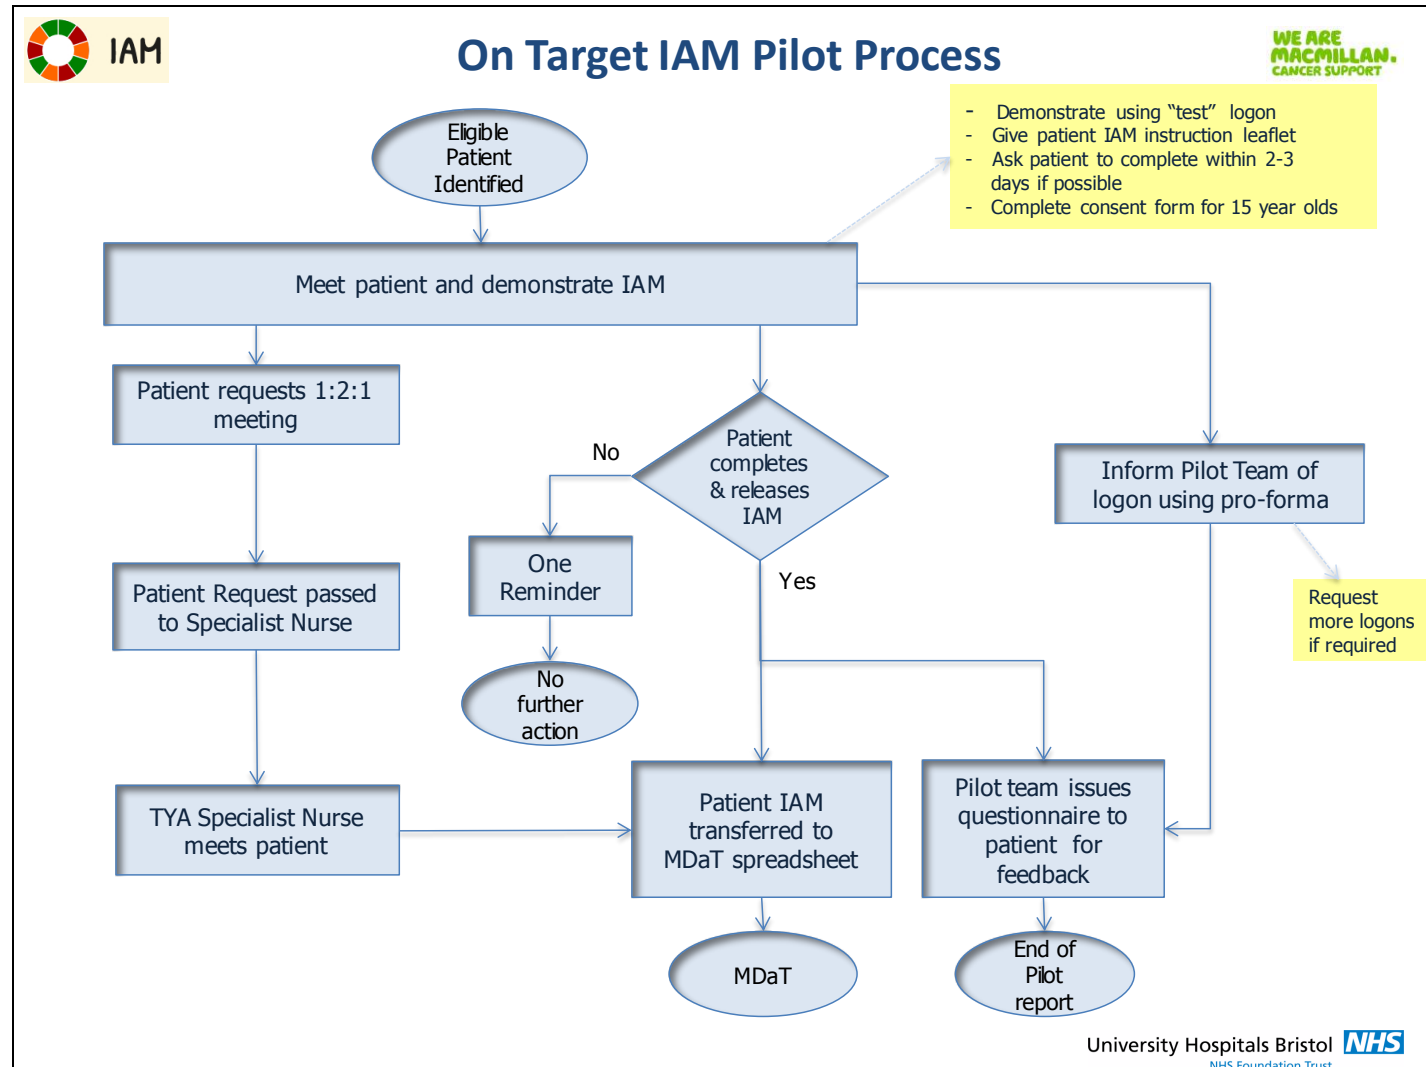 IAM
On Target IAM Pilot Process
WE ARE
MACMILLAN.
CANCER SUPPORT
- Demonstrate using “test” logon
- Give patient IAM instruction leaflet
- Ask patient to complete within 2-3
days if possible
- Complete consent form for 15 year olds
Eligible
Patient
Identified
Meet patient and demonstrate IAM
Patient requests 1:2:1
meeting
No
Patient
completes
& releases
IAM
Inform Pilot Team of
logon using pro-forma
One
Reminder
Yes
Patient Request passed
to Specialist Nurse
Request
more logons
if required
No
further
action
TYA Specialist Nurse
meets patient
Patient IAM
transferred to
MDaT spreadsheet
Pilot team issues
questionnaire to
patient for
feedback
MDaT
End of
Pilot
report
University Hospitals Bristol NHS
NHS Foundation Trust